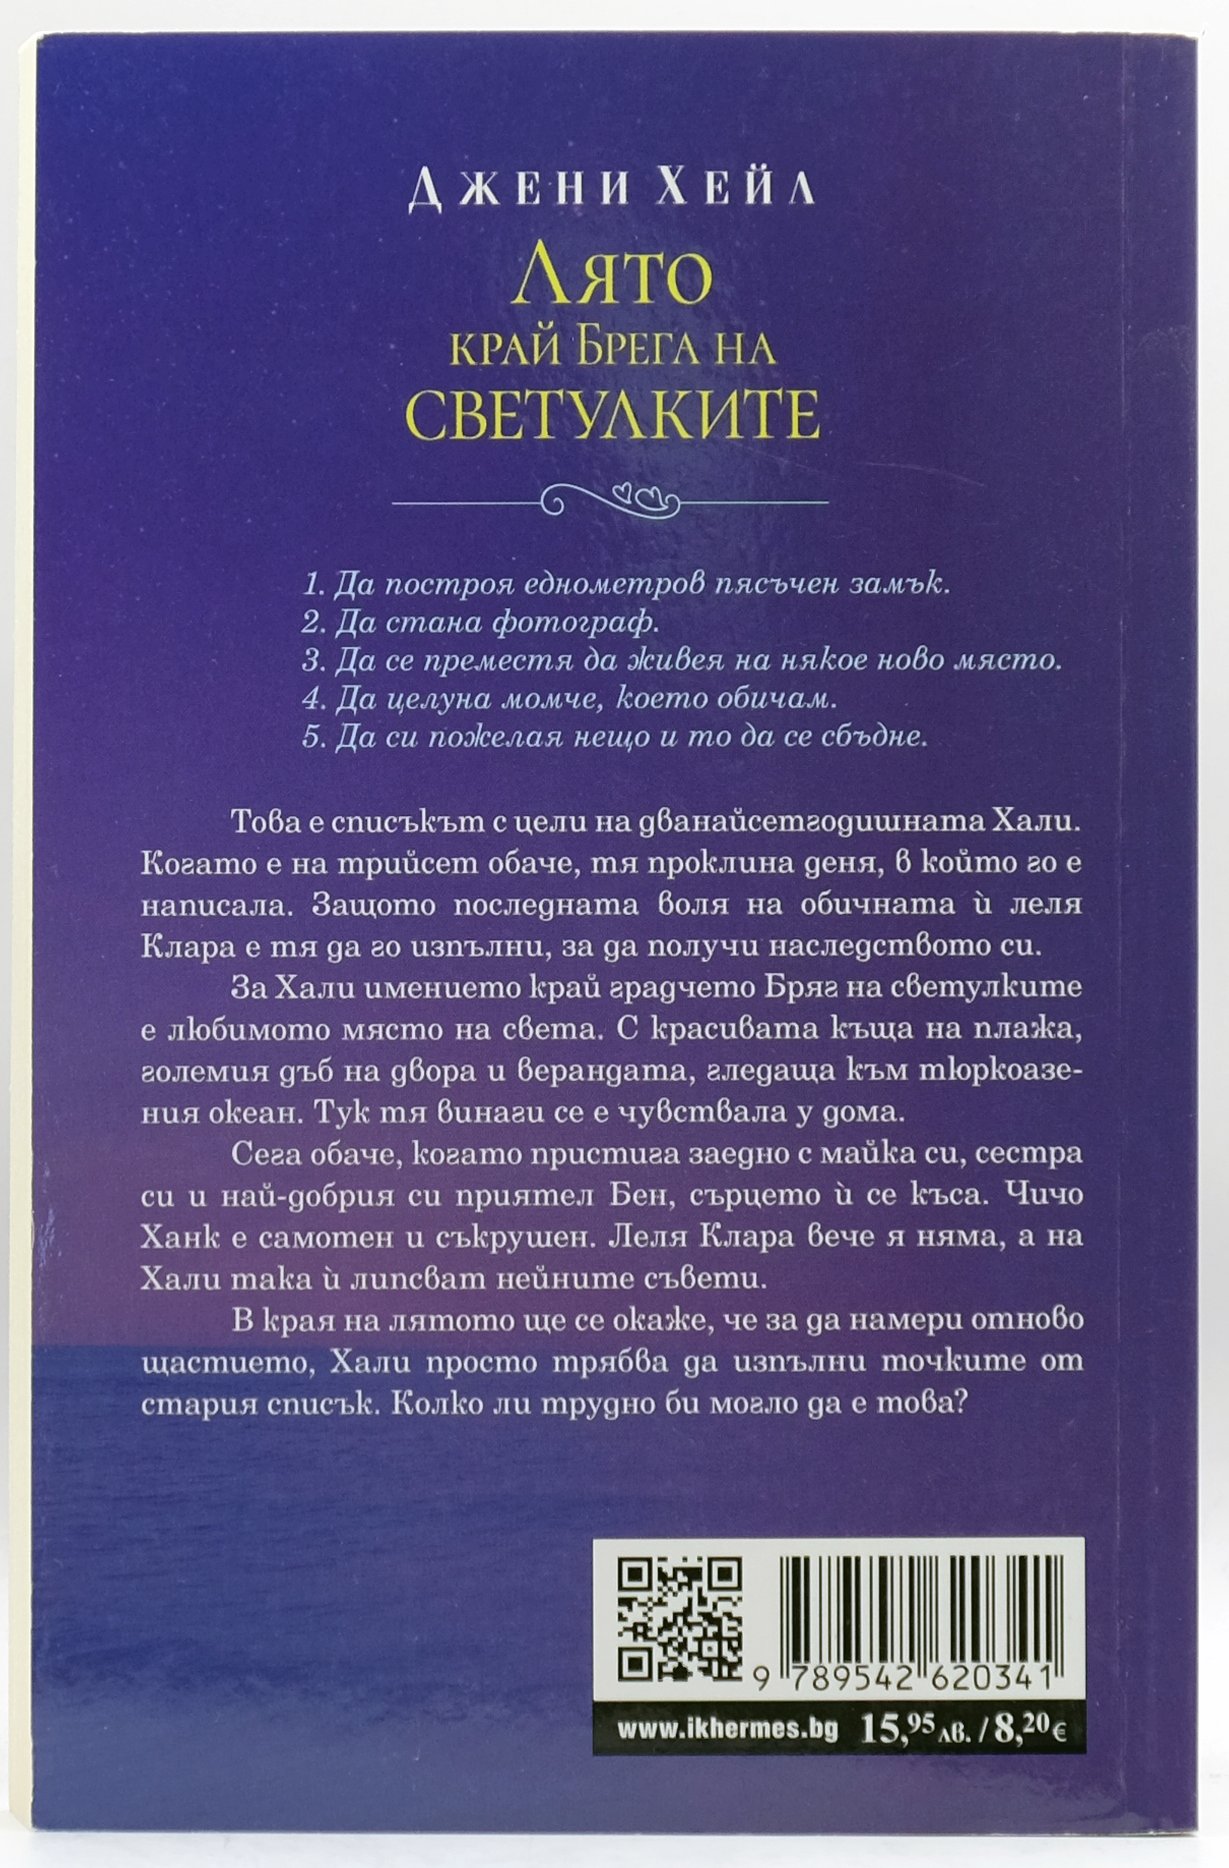 ДЖЕНИ ХЕЙЛ
ЛЯТО
КРАЙ БРЕГА НА
СВЕТУЛКИТЕ
1. Да построя еднометров пясъчен замък.
2. Да стана фотограф.
3. Да се преместя да живея на някое ново място.
4. Да целуна момче, което обичам.
5. Да си пожелая нещо и то да се сбъдне.
Това е списъкът с цели на дванайсетгодишната Хали.
Когато е на трийсет обаче, тя проклина деня, в който го е
написала. Защото последната воля на обичната ѝ леля
Клара е тя да го изпълни, за да получи наследството си.
За Хали имението край градчето Бряг на светулките
е любимото място на света. С красивата къща на плажа,
големия дъб на двора и верандата, гледаща към тюркоазе-
ния океан. Тук тя винаги се е чувствала у дома.
Сега обаче, когато пристига заедно с майка си, сестра
си и най-добрия си приятел Бен, сърцето ѝ се къса. Чичо
Ханк е самотен и съкрушен. Леля Клара вече я няма, а на
Хали така ѝ липсват нейните съвети.
В края на лятото ще се окаже, че за да намери отново
щастието, Хали просто трябва да изпълни точките от
стария списък. Колко ли трудно би могло да е това?
9 789542 620341
www.ikhermes.bg 15,95 лв. / 8,20 €